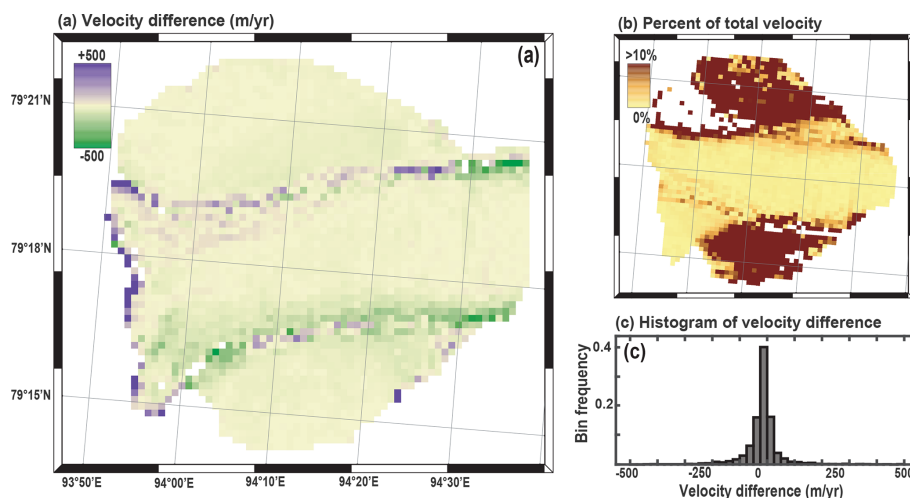 (a) Velocity difference (m/yr)
+500
-500
(a)
79°21'N
79°18'N
79°15'N
93°50'E
94°00'E
94°10'E
94°20'E
94°30'E
(b) Percent of total velocity
>10%
0%
(c) Histogram of velocity difference
(c)
Bin frequency
0.4
0.2
-500
-250
0
250
500
Velocity difference (m/yr)